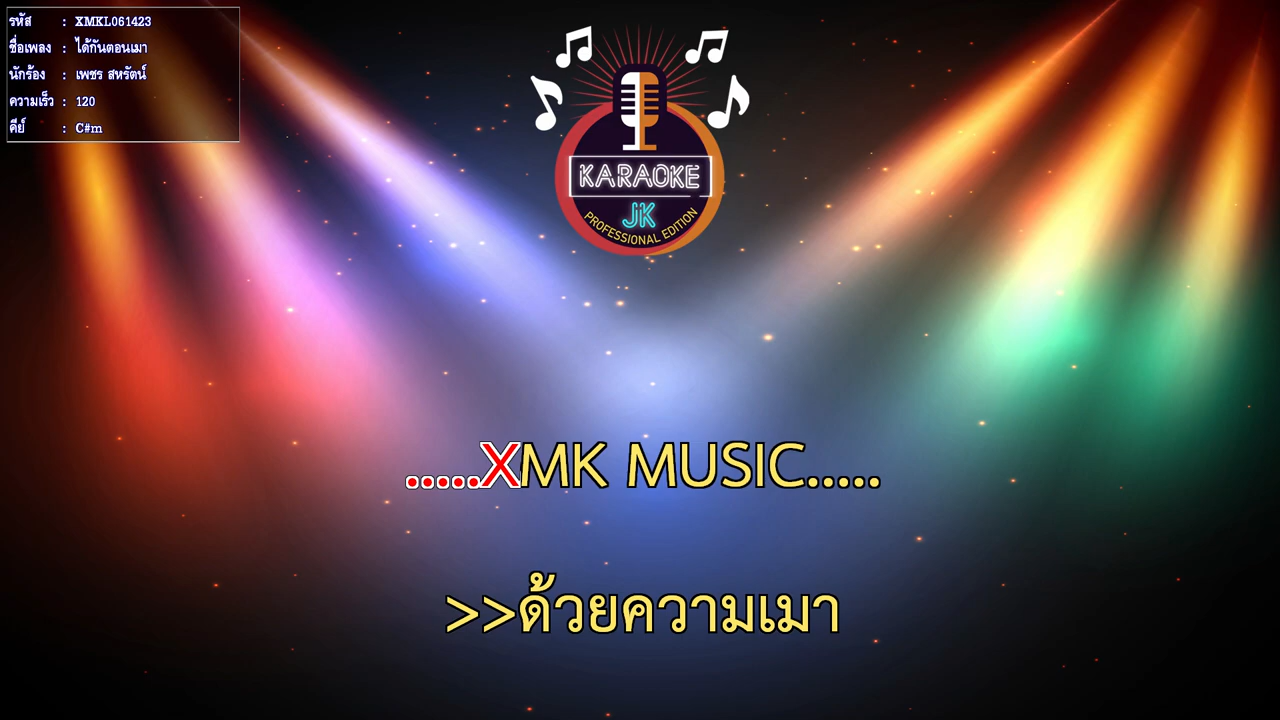 รหัส : XMKL061423
ชื่อเพลง : ได้กันตอนเมา
นักร้อง : เพชร สหรัตน์
ความเร็ว : 120
คีย์ : C#m
KARAOKE
JK
PROFESSIONAL EDITION
.....XMK MUSIC.....
>>ด้วยความเมา